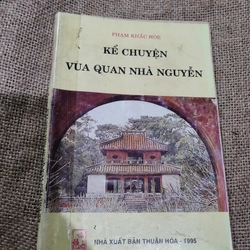 PHẠM KHẮC HÒE
KỂ CHUYỆN
VUA QUAN NHÀ NGUYỄN
NHÀ XUẤT BẢN THUẬN HÓA - 1995